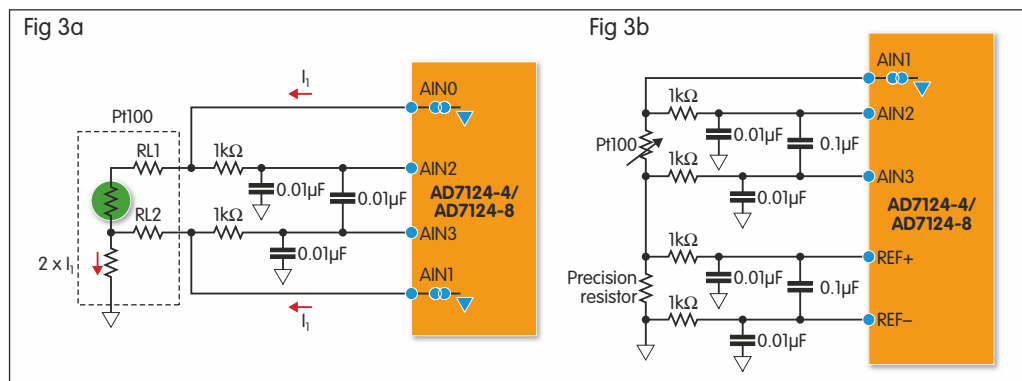 Fig 3a
I₁
AIN0
Pt100
RL1
1kΩ
AIN2
0.01µF
0.01µF
AD7124-4/
AD7124-8
RL2
1kΩ
AIN3
2 x I₁
0.01µF
AIN1
I₁
Fig 3b
AIN1
1kΩ
AIN2
0.01µF
0.1µF
Pt100
1kΩ
AIN3
0.01µF
AD7124-4/
AD7124-8
1kΩ
REF+
0.01µF
0.1µF
Precision
resistor
1kΩ
REF–
0.01µF